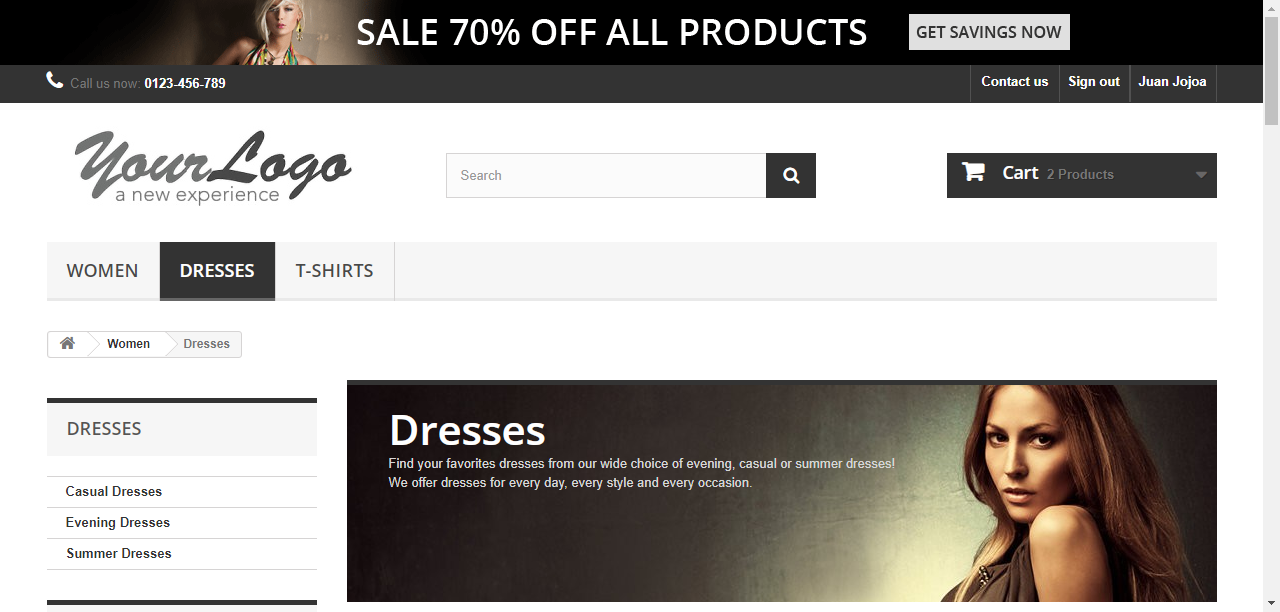 SALE 70% OFF ALL PRODUCTS GET SAVINGS NOW
Call us now: 0123-456-789 Contact us Sign out Juan Jojoa
YourLogo
a new experience
Search
Cart 2 Products
WOMEN DRESSES T-SHIRTS
Women Dresses
DRESSES
Casual Dresses
Evening Dresses
Summer Dresses
Dresses
Find your favorites dresses from our wide choice of evening, casual or summer dresses!
We offer dresses for every day, every style and every occasion.